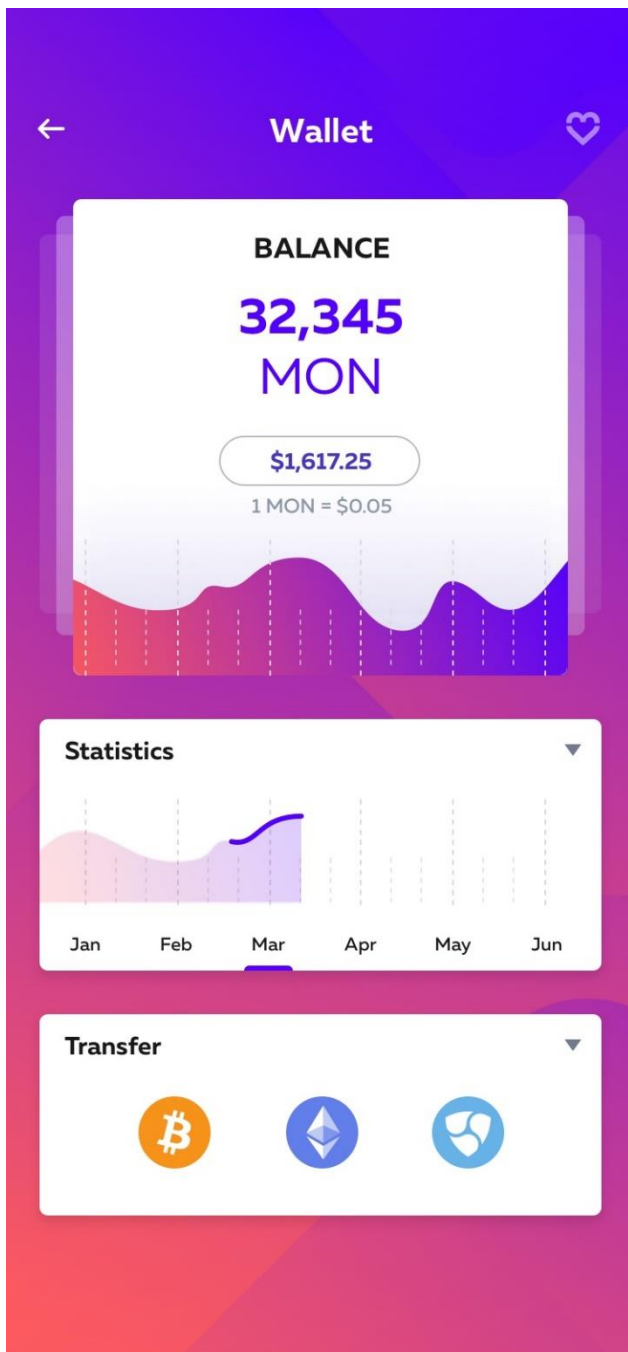 Wallet
BALANCE
32,345
MON
$1,617.25
1 MON = $0.05
Statistics
Jan Feb Mar Apr May Jun
Transfer